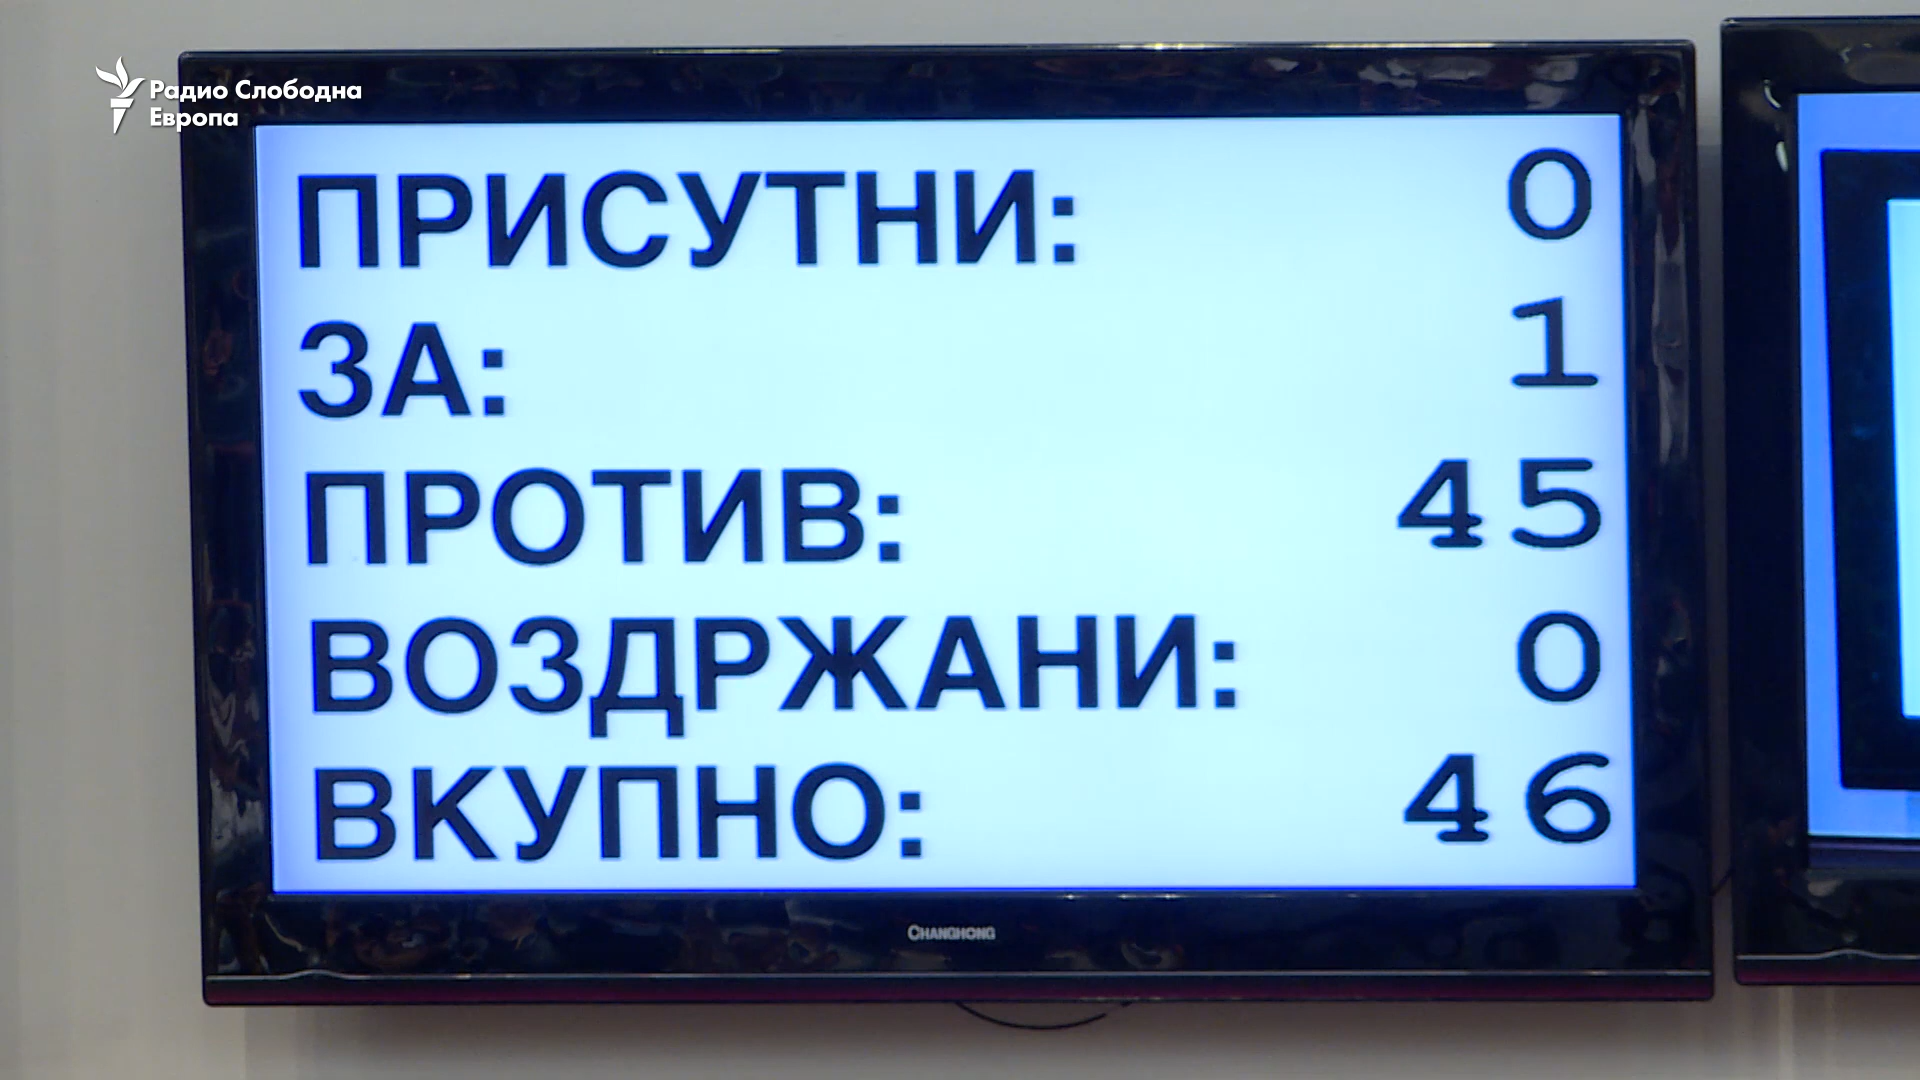 Радио Слободна
Европа
ПРИСУТНИ: 0
ЗА: 1
ПРОТИВ: 45
ВОЗДРЖАНИ: 0
ВКУПНО: 46
CHANGHONG